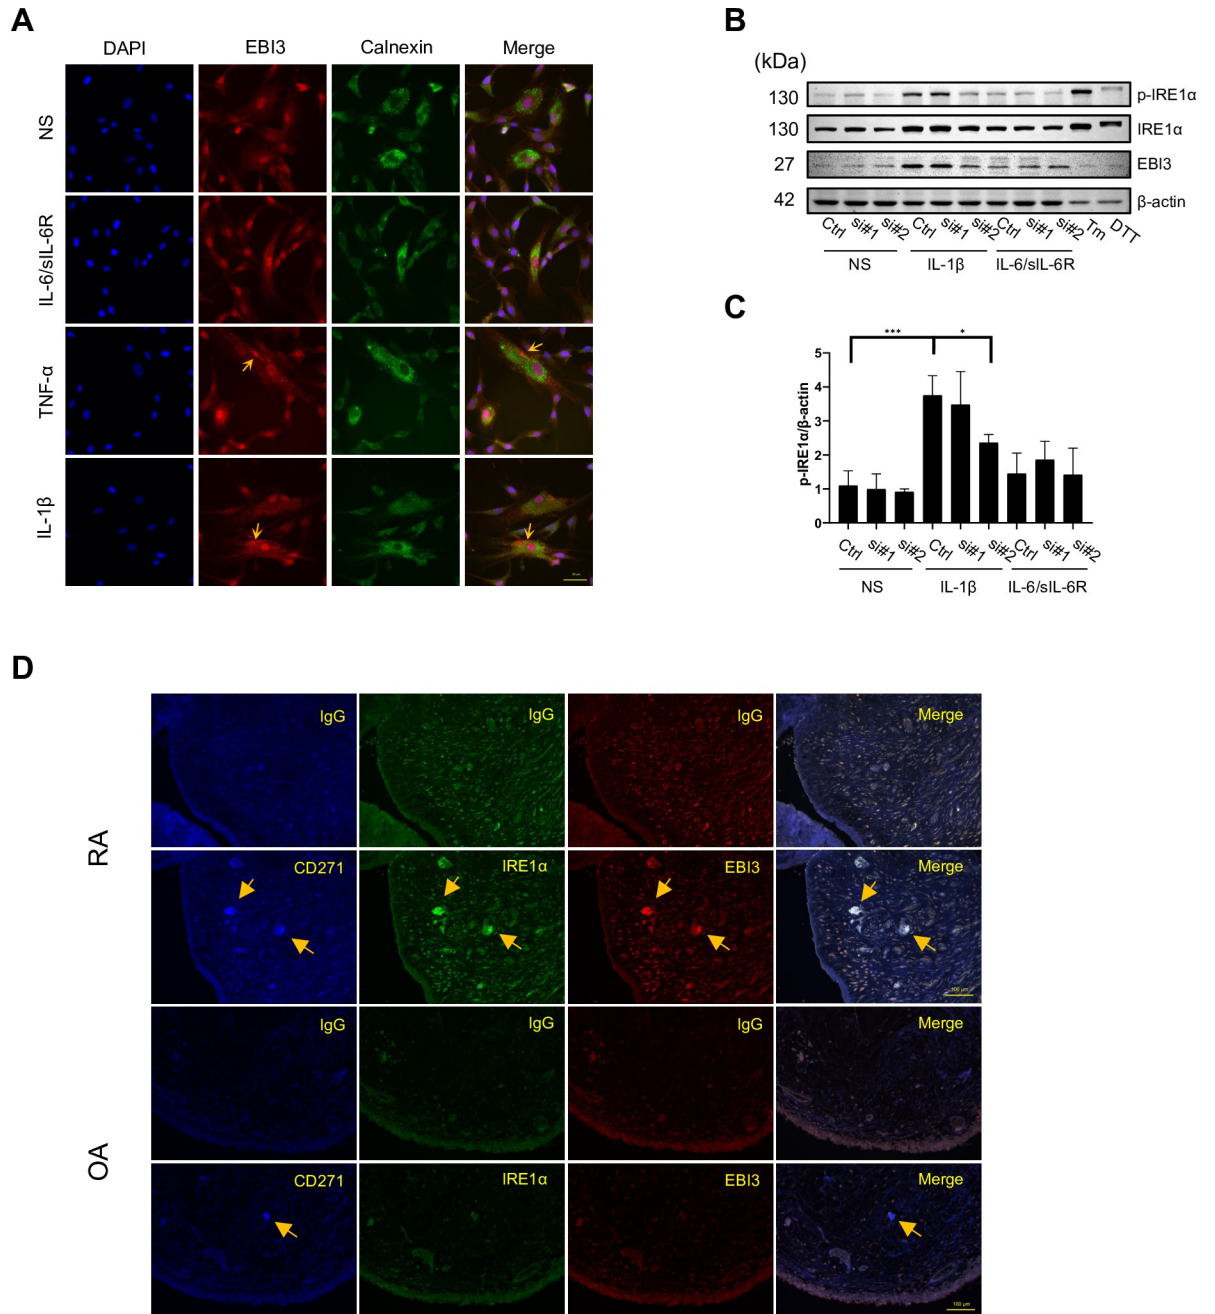 A
DAPI EBI3 Calnexin Merge
NS
IL-6/sIL-6R
TNF-α
IL-1β
B
(kDa)
130 p-IRE1α
130 IRE1α
27 EBI3
42 β-actin
Ctrl si#1 si#2 Ctrl si#1 si#2 Ctrl si#1 si#2 Tm DTT
NS IL-1β IL-6/sIL-6R
C
*** *
p-IRE1α/β-actin
5
4
3
2
1
0
Ctrl si#1 si#2 Ctrl si#1 si#2 Ctrl si#1 si#2
NS IL-1β IL-6/sIL-6R
D
RA
IgG IgG IgG Merge
CD271 IRE1α EBI3 Merge
100 μm
OA
IgG IgG IgG Merge
CD271 IRE1α EBI3 Merge
100 μm